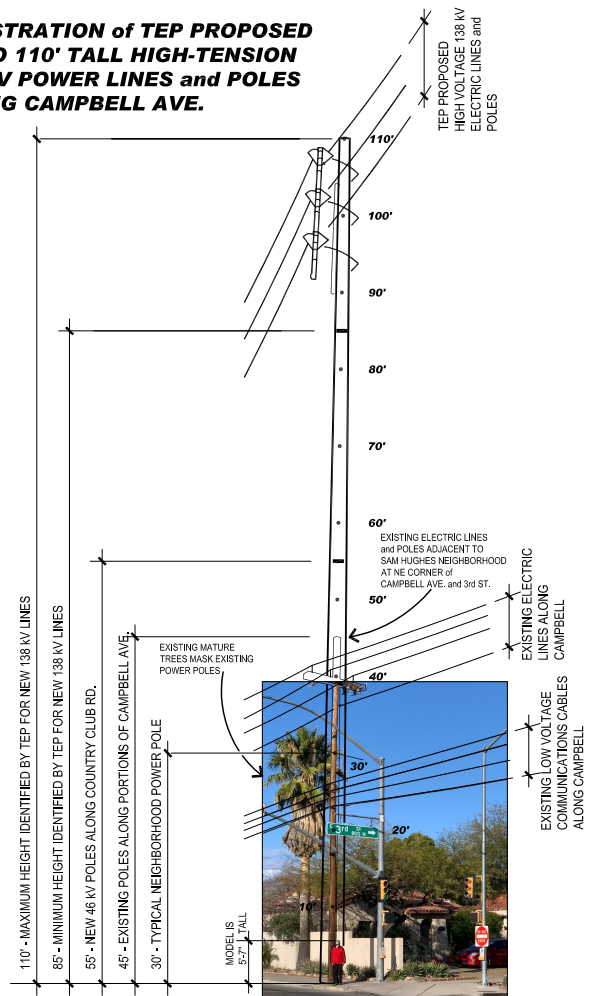 STRATION of TEP PROPOSED
110' TALL HIGH-TENSION
V POWER LINES and POLES
G CAMPBELL AVE.
TEP PROPOSED
HIGH VOLTAGE 138 kV
ELECTRIC LINES and
POLES
110'
100'
90'
80'
70'
60'
50'
40'
30'
20'
10'
EXISTING ELECTRIC LINES
and POLES ADJACENT TO
SAM HUGHES NEIGHBORHOOD
AT NE CORNER of
CAMPBELL AVE. and 3rd ST.
EXISTING ELECTRIC
LINES ALONG
CAMPBELL
EXISTING MATURE
TREES MASK EXISTING
POWER POLES
EXISTING LOW VOLTAGE
COMMUNICATIONS CABLES
ALONG CAMPBELL
110' - MAXIMUM HEIGHT IDENTIFIED BY TEP FOR NEW 138 kV LINES
85' - MINIMUM HEIGHT IDENTIFIED BY TEP FOR NEW 138 kV LINES
55' - NEW 46 kV POLES ALONG COUNTRY CLUB RD.
45' - EXISTING POLES ALONG PORTIONS OF CAMPBELL AVE.
30' - TYPICAL NEIGHBORHOOD POWER POLE
MODEL IS
5'-7" TALL
3rd St
800 N